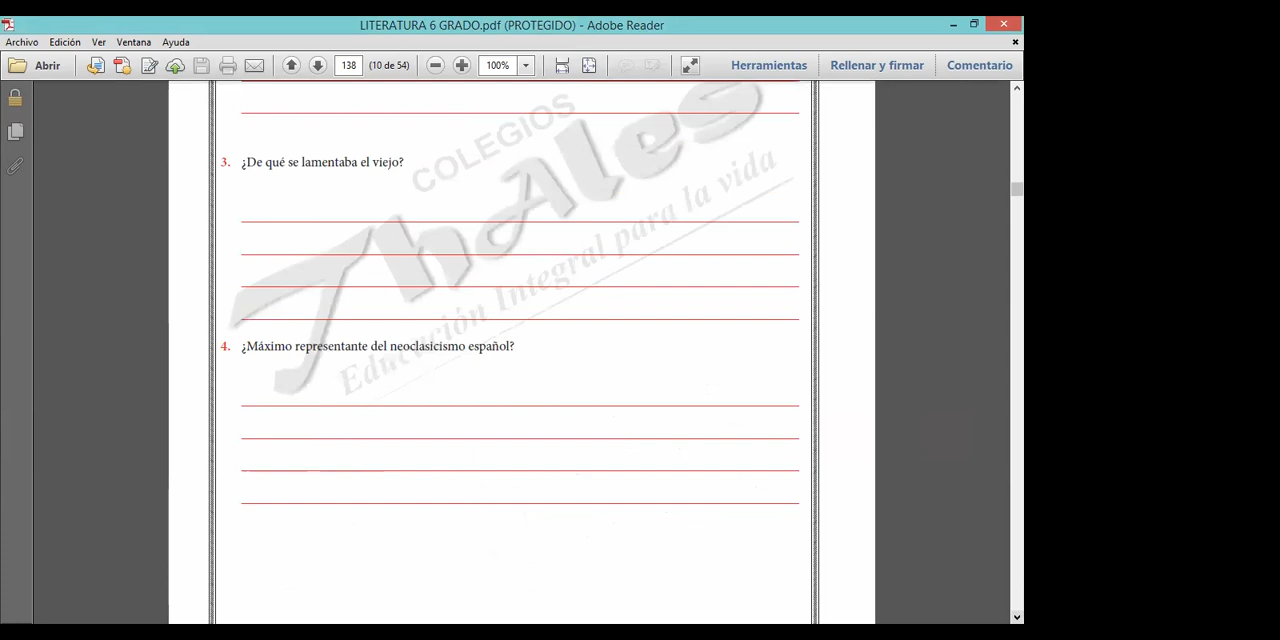 LITERATURA 6 GRADO.pdf (PROTEGIDO) - Adobe Reader
Archivo Edición Ver Ventana Ayuda
Abrir 138 (10 de 54) 100% Herramientas Rellenar y firmar Comentario
COLEGIOS
ThAles
Educación Integral para la vida
3. ¿De qué se lamentaba el viejo?
4. ¿Máximo representante del neoclasicismo español?